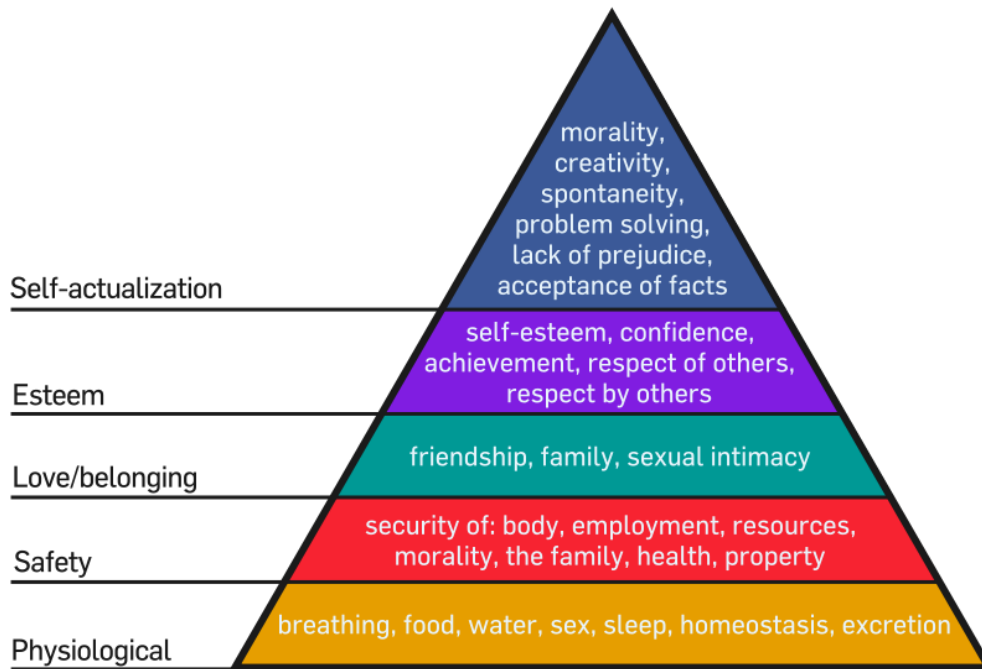 morality,
creativity,
spontaneity,
problem solving,
lack of prejudice,
acceptance of facts
Self-actualization
self-esteem, confidence,
achievement, respect of others,
respect by others
Esteem
friendship, family, sexual intimacy
Love/belonging
security of: body, employment, resources,
morality, the family, health, property
Safety
breathing, food, water, sex, sleep, homeostasis, excretion
Physiological